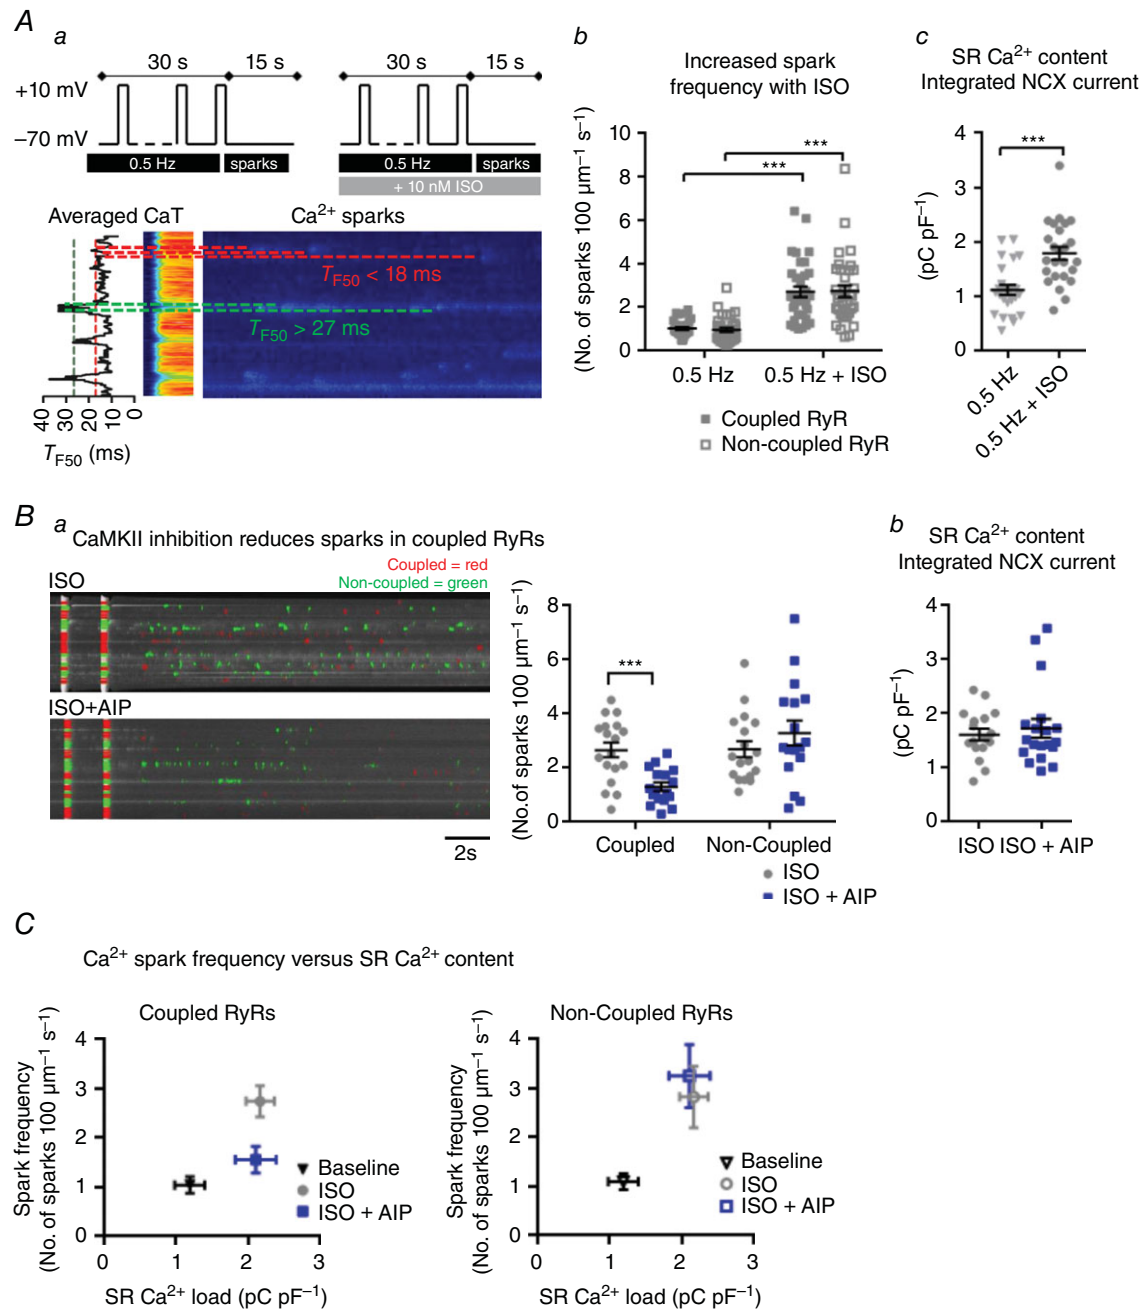 A
a
30 s
15 s
30 s
15 s
+10 mV
–70 mV
0.5 Hz
sparks
0.5 Hz
sparks
+ 10 nM ISO
Averaged CaT
Ca2+ sparks
TF50 < 18 ms
TF50 > 27 ms
40
30
20
10
0
TF50 (ms)
b
Increased spark
frequency with ISO
(No. of sparks 100 µm–1 s–1)
10
8
6
4
2
0
***
***
0.5 Hz
0.5 Hz + ISO
Coupled RyR
Non-coupled RyR
c
SR Ca2+ content
Integrated NCX current
(pC pF–1)
4
3
2
1
0
***
0.5 Hz
0.5 Hz + ISO
B
a
CaMKII inhibition reduces sparks in coupled RyRs
Coupled = red
Non-coupled = green
ISO
ISO+AIP
2s
(No.of sparks 100 µm–1 s–1)
8
6
4
2
0
***
Coupled
Non-Coupled
ISO
ISO + AIP
b
SR Ca2+ content
Integrated NCX current
(pC pF–1)
4
3
2
1
0
ISO
ISO + AIP
C
Ca2+ spark frequency versus SR Ca2+ content
Coupled RyRs
Spark frequency
(No. of sparks 100 µm–1 s–1)
4
3
2
1
0
Baseline
ISO
ISO + AIP
0
1
2
3
SR Ca2+ load (pC pF–1)
Non-Coupled RyRs
Spark frequency
(No. of sparks 100 µm–1 s–1)
4
3
2
1
0
Baseline
ISO
ISO + AIP
0
1
2
3
SR Ca2+ load (pC pF–1)